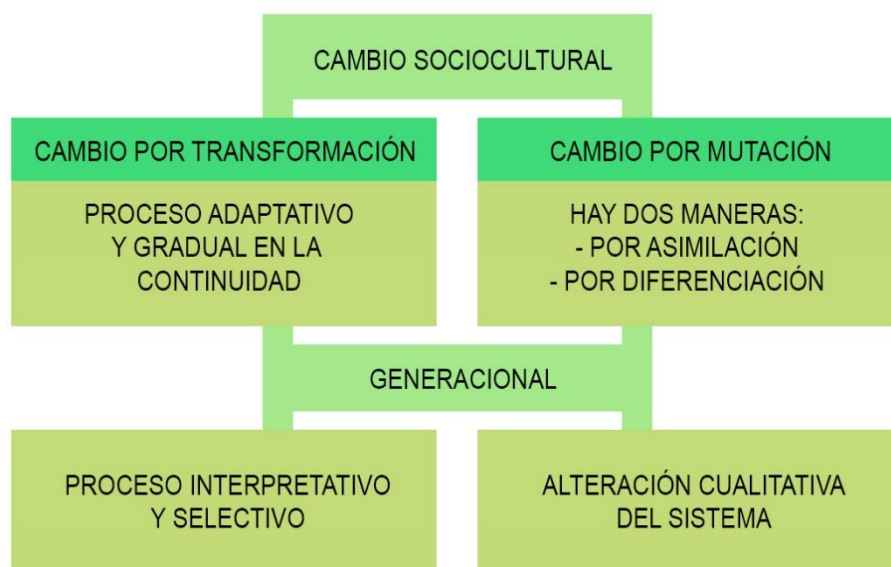 CAMBIO SOCIOCULTURAL
CAMBIO POR TRANSFORMACIÓN
PROCESO ADAPTATIVO
Y GRADUAL EN LA
CONTINUIDAD
CAMBIO POR MUTACIÓN
HAY DOS MANERAS:
- POR ASIMILACIÓN
- POR DIFERENCIACIÓN
GENERACIONAL
PROCESO INTERPRETATIVO
Y SELECTIVO
ALTERACIÓN CUALITATIVA
DEL SISTEMA